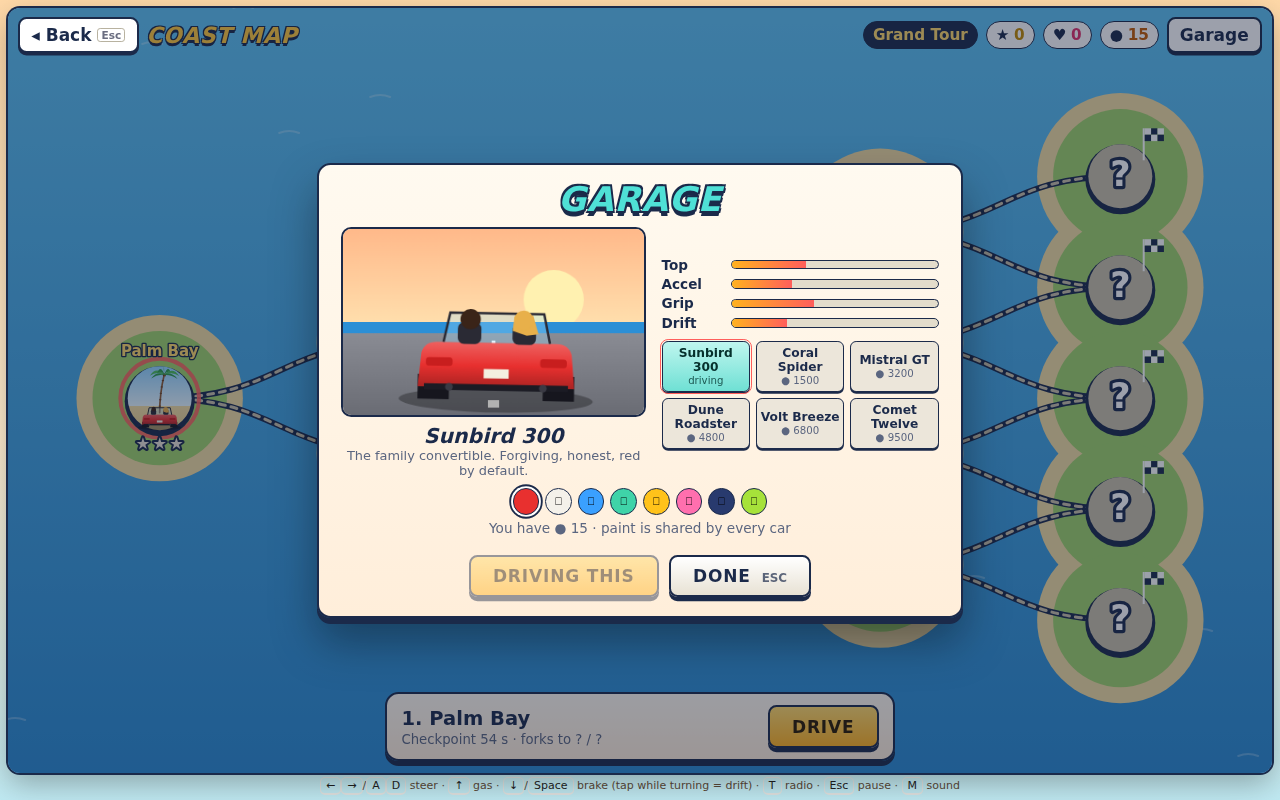 ◂ Back Esc
COAST MAP
Grand Tour
★ 0
♥ 0
● 15
Garage
GARAGE
Top
Accel
Grip
Drift
Sunbird 300
driving
Coral Spider
● 1500
Mistral GT
● 3200
Dune Roadster
● 4800
Volt Breeze
● 6800
Comet Twelve
● 9500
Sunbird 300
The family convertible. Forgiving, honest, red
by default.
You have ● 15 · paint is shared by every car
DRIVING THIS
DONE ESC
Palm Bay
?
?
?
?
?
1. Palm Bay
Checkpoint 54 s · forks to ? / ?
DRIVE
← → / A D steer · ↑ gas · ↓ / Space brake (tap while turning = drift) · T radio · Esc pause · M sound